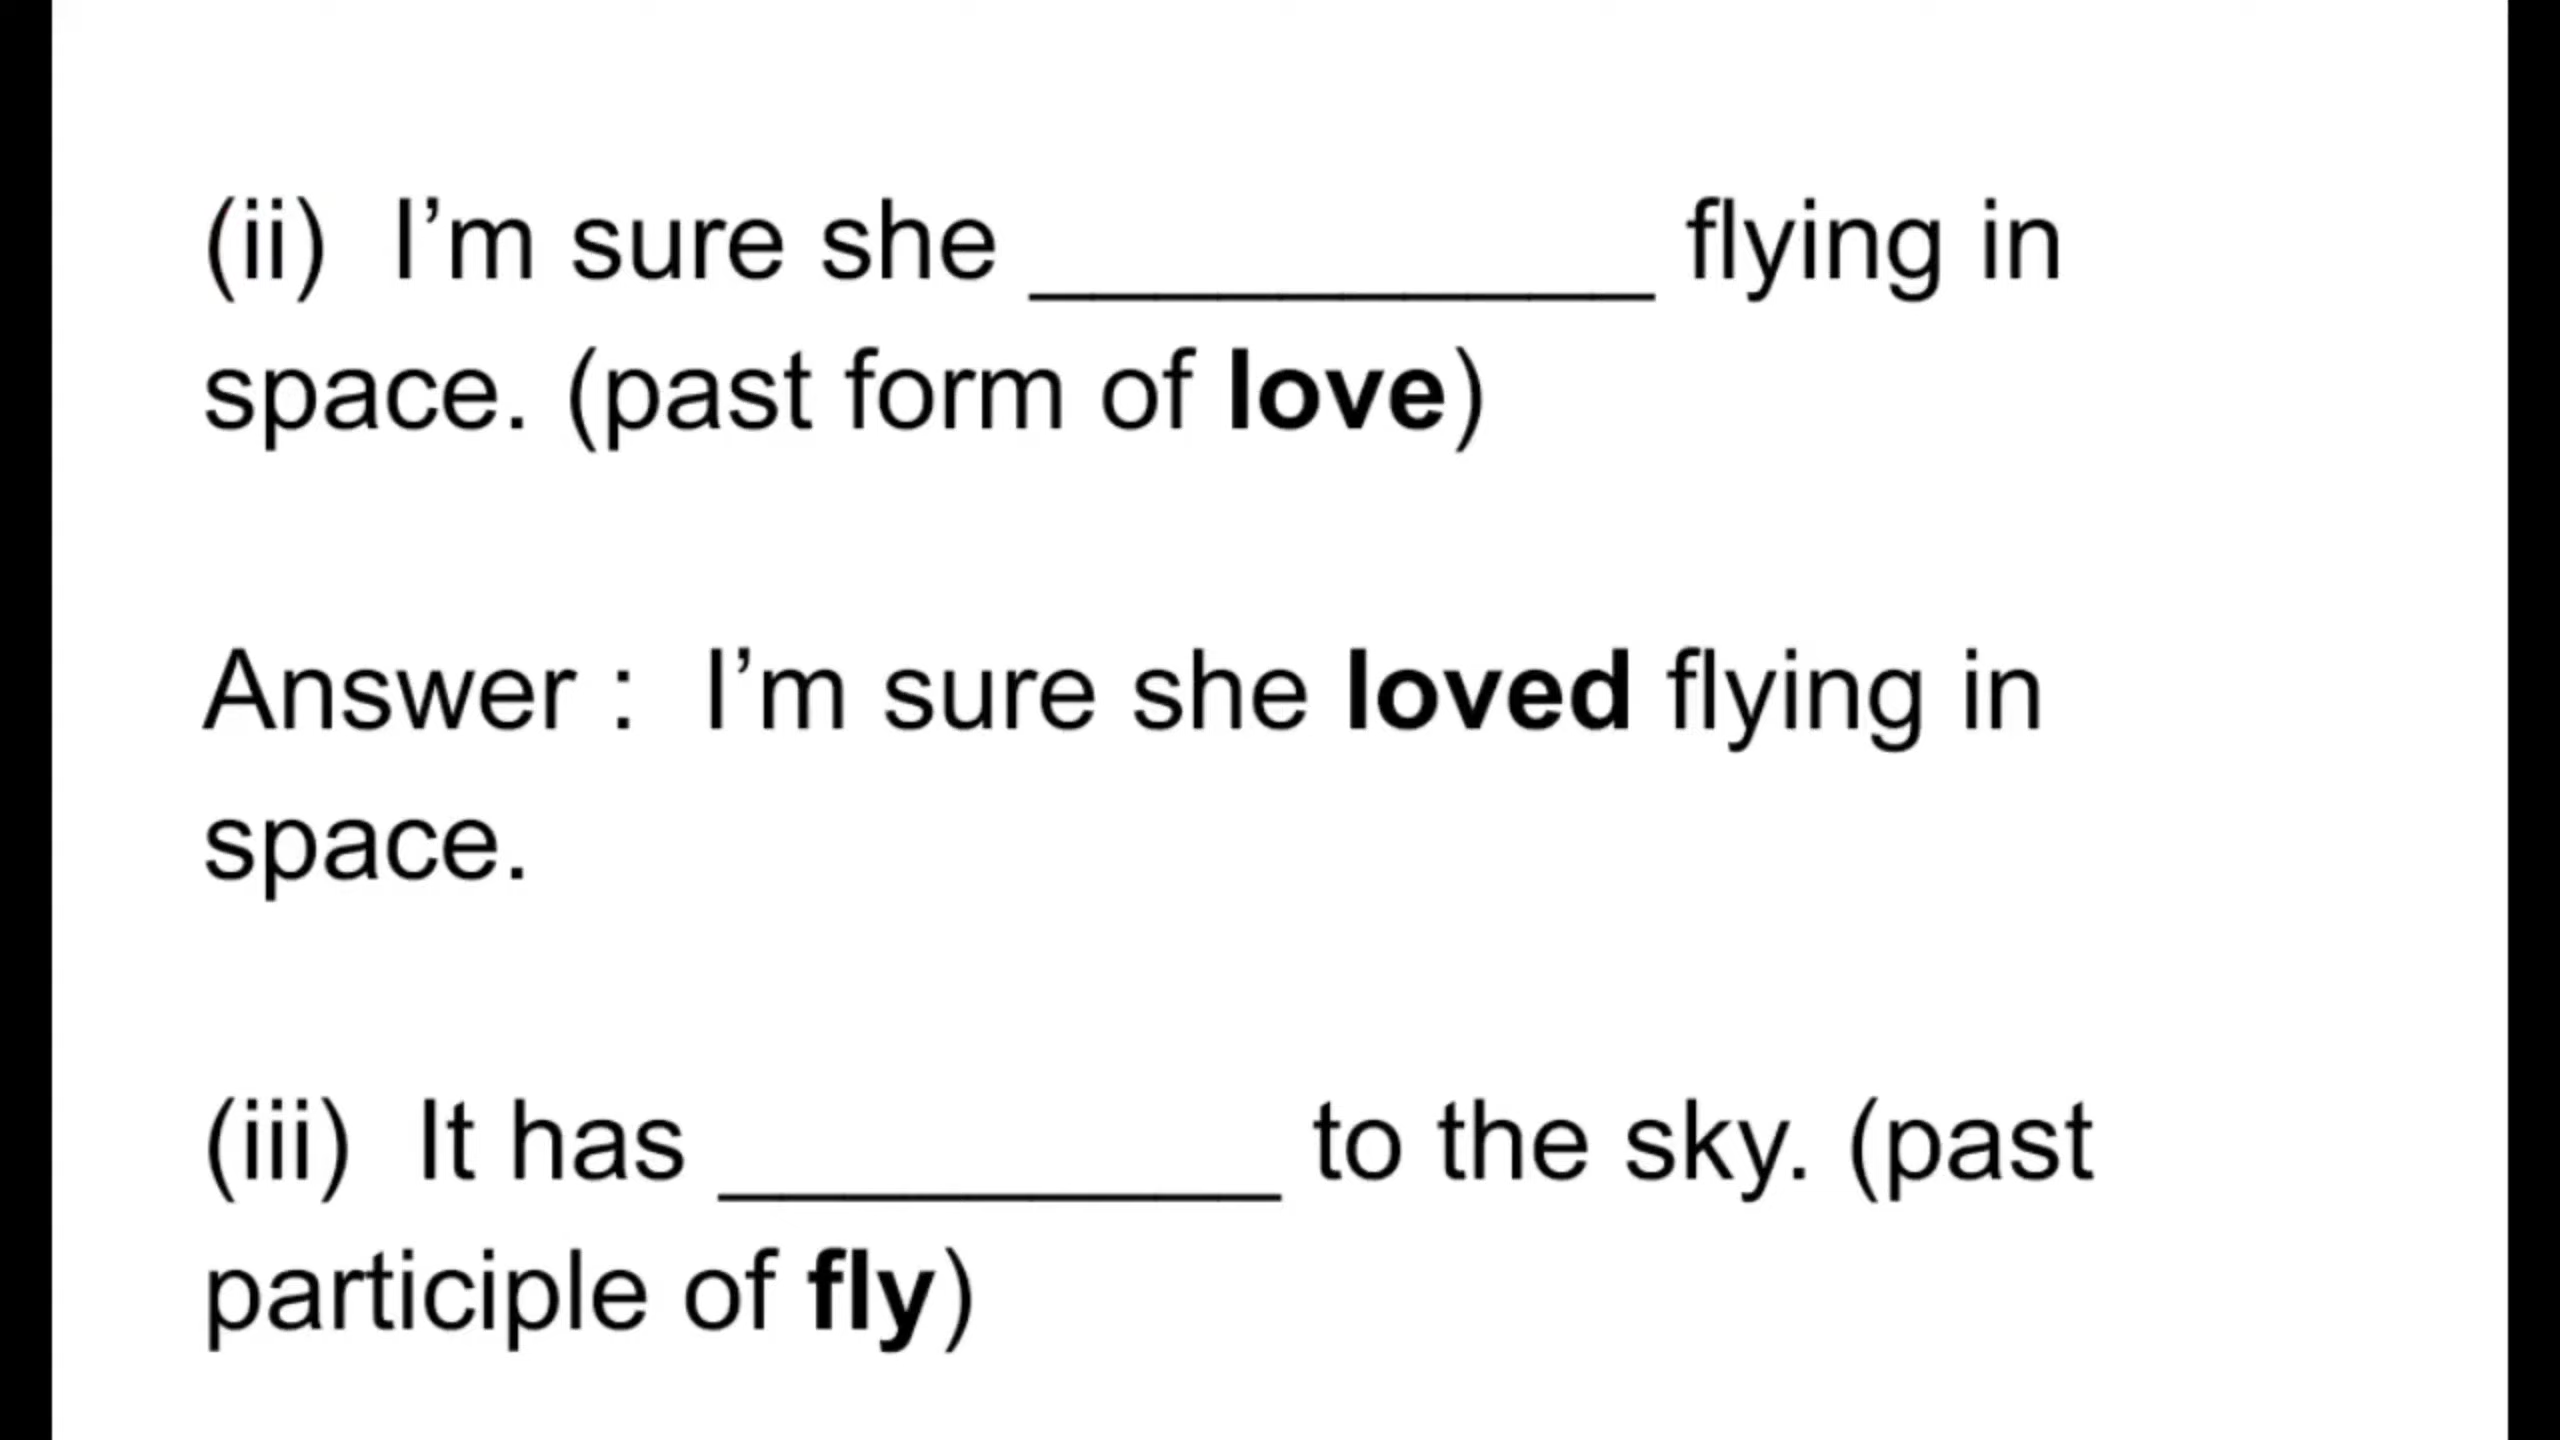 (ii)  I’m sure she __________ flying in
space. (past form of love)
Answer :  I’m sure she loved flying in
space.
(iii)  It has _________ to the sky. (past
participle of fly)